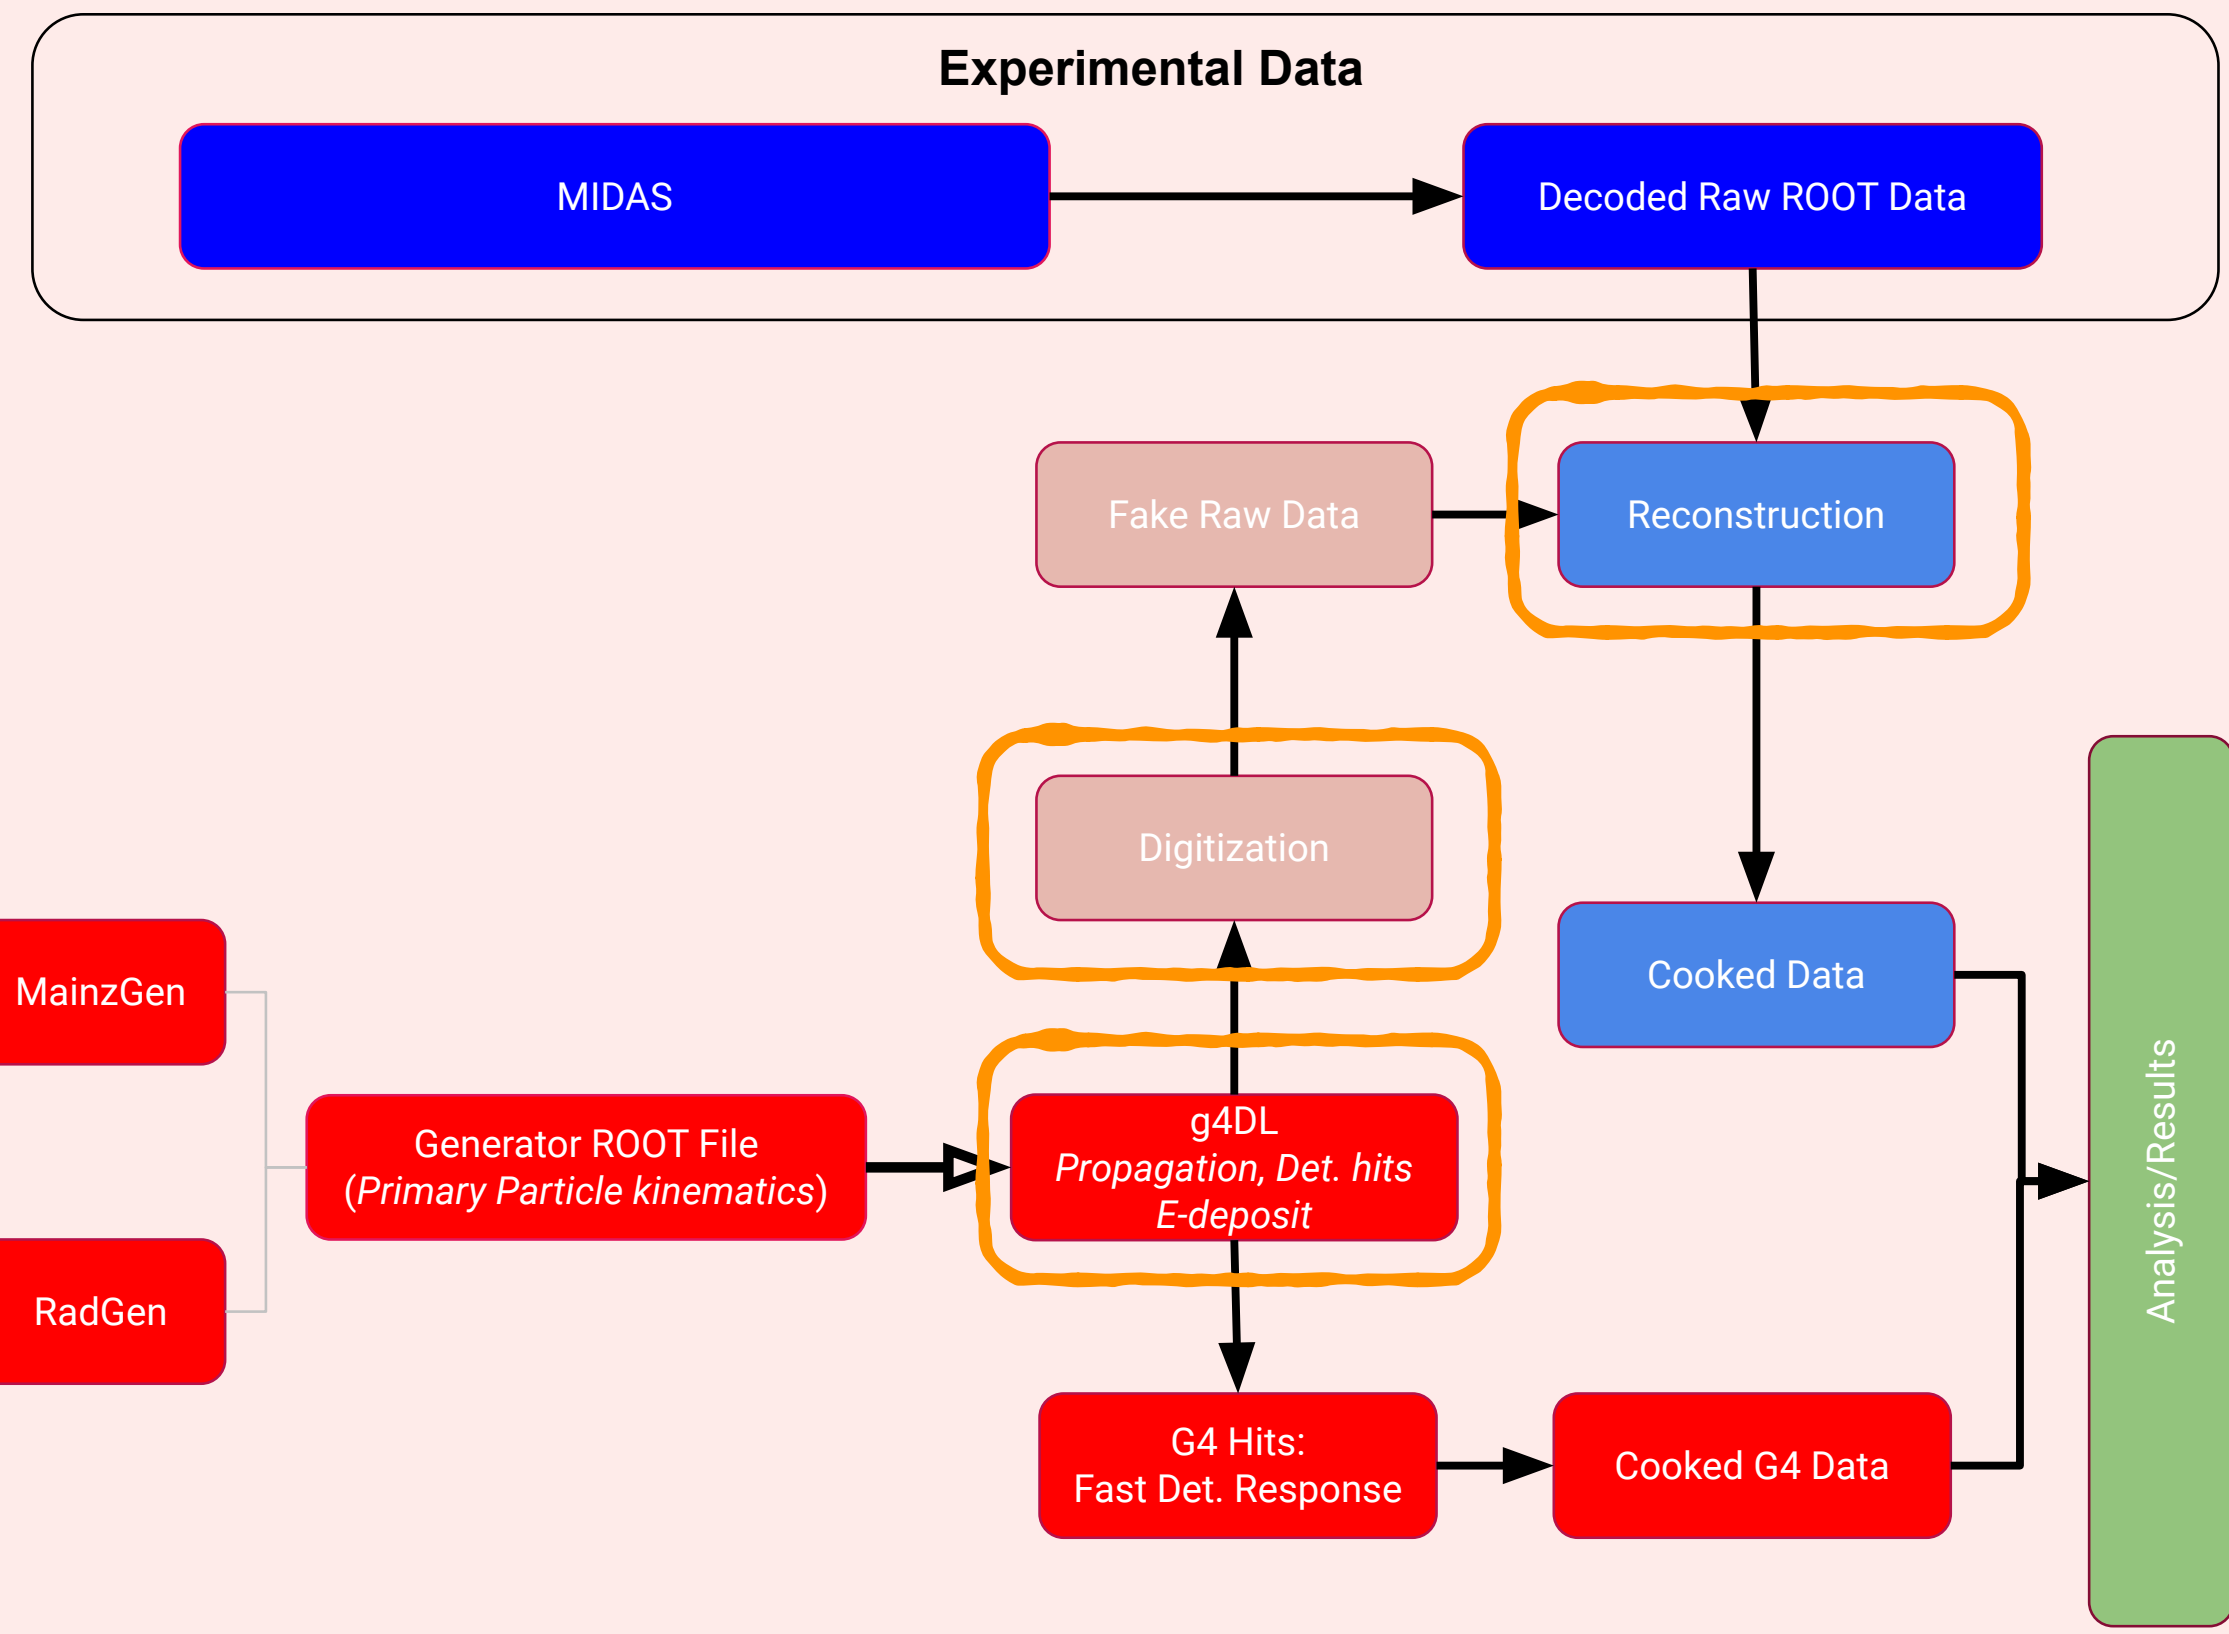 Experimental Data
MIDAS
Decoded Raw ROOT Data
Fake Raw Data
Reconstruction
Digitization
MainzGen
Cooked Data
Generator ROOT File
(Primary Particle kinematics)
g4DL
Propagation, Det. hits
E-deposit
Analysis/Results
RadGen
G4 Hits:
Fast Det. Response
Cooked G4 Data